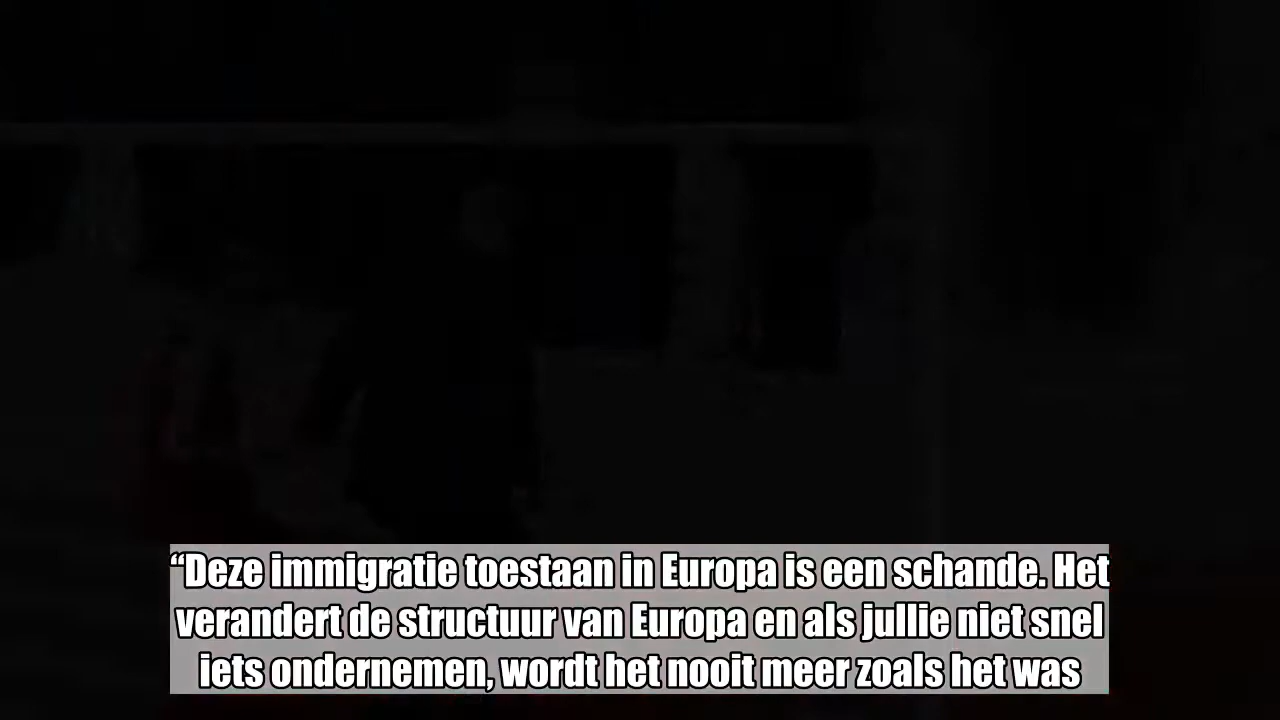 “Deze immigratie toestaan in Europa is een schande. Het
verandert de structuur van Europa en als jullie niet snel
iets ondernemen, wordt het nooit meer zoals het was